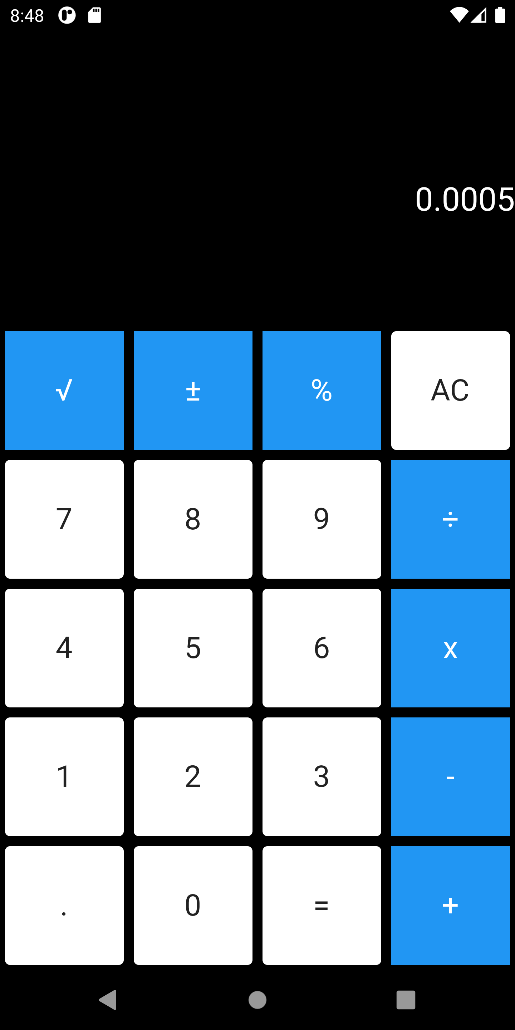 8:48
0.0005
√ ± % AC
7 8 9 ÷
4 5 6 x
1 2 3 -
. 0 = +